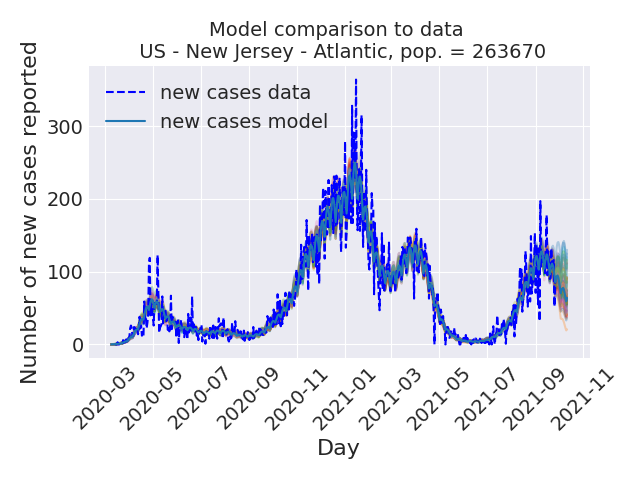 Model comparison to data
US - New Jersey - Atlantic, pop. = 263670
Number of new cases reported
300
200
100
0
new cases data
new cases model
2020-03
2020-05
2020-07
2020-09
2020-11
2021-01
2021-03
2021-05
2021-07
2021-09
2021-11
Day